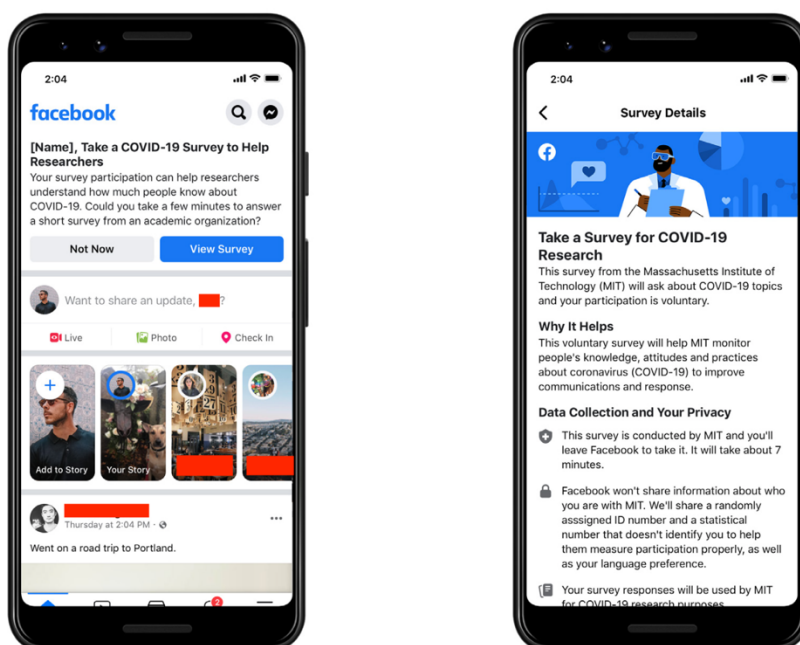 2:04
facebook
[Name], Take a COVID-19 Survey to Help
Researchers
Your survey participation can help researchers
understand how much people know about
COVID-19. Could you take a few minutes to answer
a short survey from an academic organization?
Not Now
View Survey
Want to share an update, ?
Live
Photo
Check In
Add to Story
Your Story
Thursday at 2:04 PM ·
Went on a road trip to Portland.
2
2:04
Survey Details
Take a Survey for COVID-19
Research
This survey from the Massachusetts Institute of
Technology (MIT) will ask about COVID-19 topics
and your participation is voluntary.
Why It Helps
This voluntary survey will help MIT monitor
people's knowledge, attitudes and practices
about coronavirus (COVID-19) to improve
communications and response.
Data Collection and Your Privacy
This survey is conducted by MIT and you'll
leave Facebook to take it. It will take about 7
minutes.
Facebook won't share information about who
you are with MIT. We'll share a randomly
asssigned ID number and a statistical
number that doesn't identify you to help
them measure participation properly, as well
as your language preference.
Your survey responses will be used by MIT
for COVID-19 research purposes